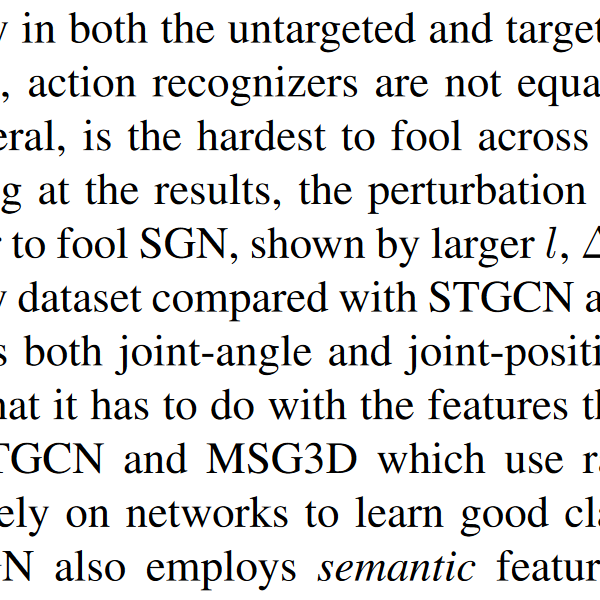 in both the untargeted and target
, action recognizers are not equa
eral, is the hardest to fool across
g at the results, the perturbation
to fool SGN, shown by larger l, Δ
dataset compared with STGCN a
s both joint-angle and joint-positi
hat it has to do with the features th
TGCN and MSG3D which use ra
ely on networks to learn good cla
GN also employs semantic featur